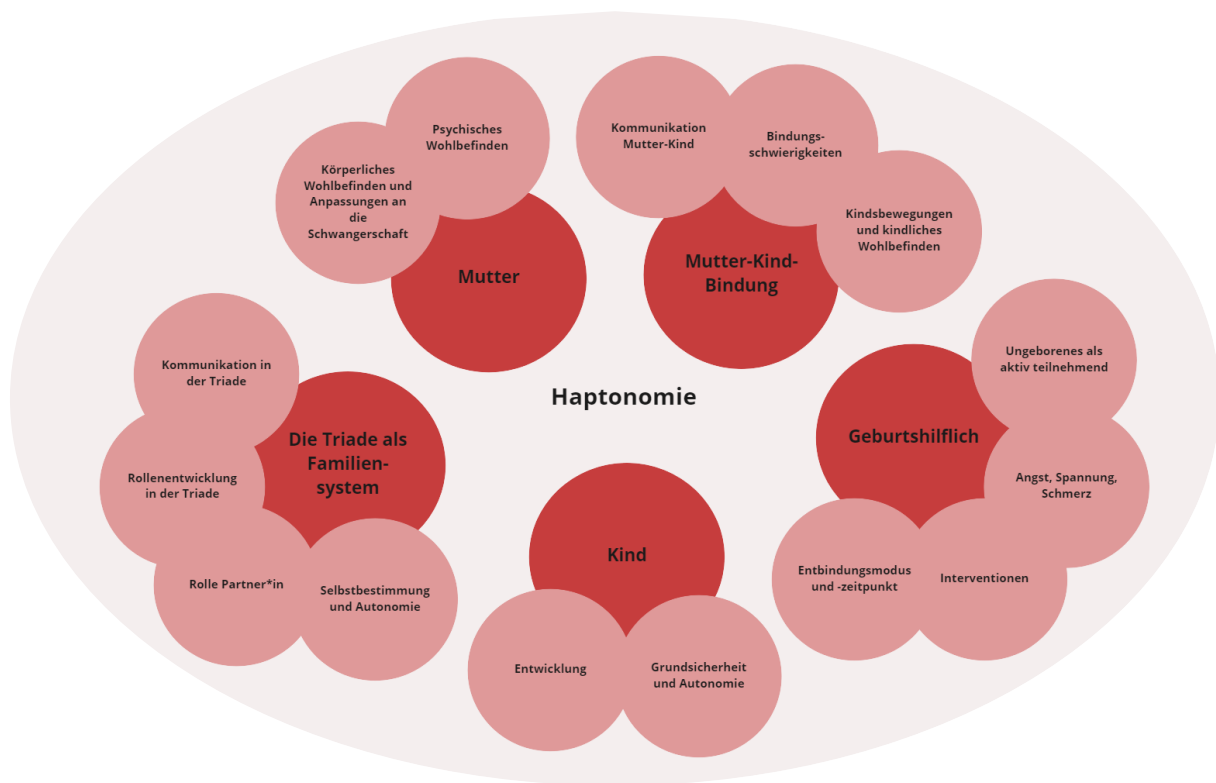 Psychisches
Wohlbefinden
Körperliches
Wohlbefinden und
Anpassungen an
die
Schwangerschaft
Mutter
Kommunikation
Mutter-Kind
Bindungs-
schwierigkeiten
Kindsbewegungen
und kindliches
Wohlbefinden
Mutter-Kind-
Bindung
Haptonomie
Kommunikation in
der Triade
Rollenentwicklung
in der Triade
Rolle Partner*in
Selbstbestimmung
und Autonomie
Die Triade als
Familien-
system
Kind
Entwicklung
Grundsicherheit
und Autonomie
Geburtshilflich
Ungeborenes als
aktiv teilnehmend
Angst, Spannung,
Schmerz
Interventionen
Entbindungsmodus
und -zeitpunkt